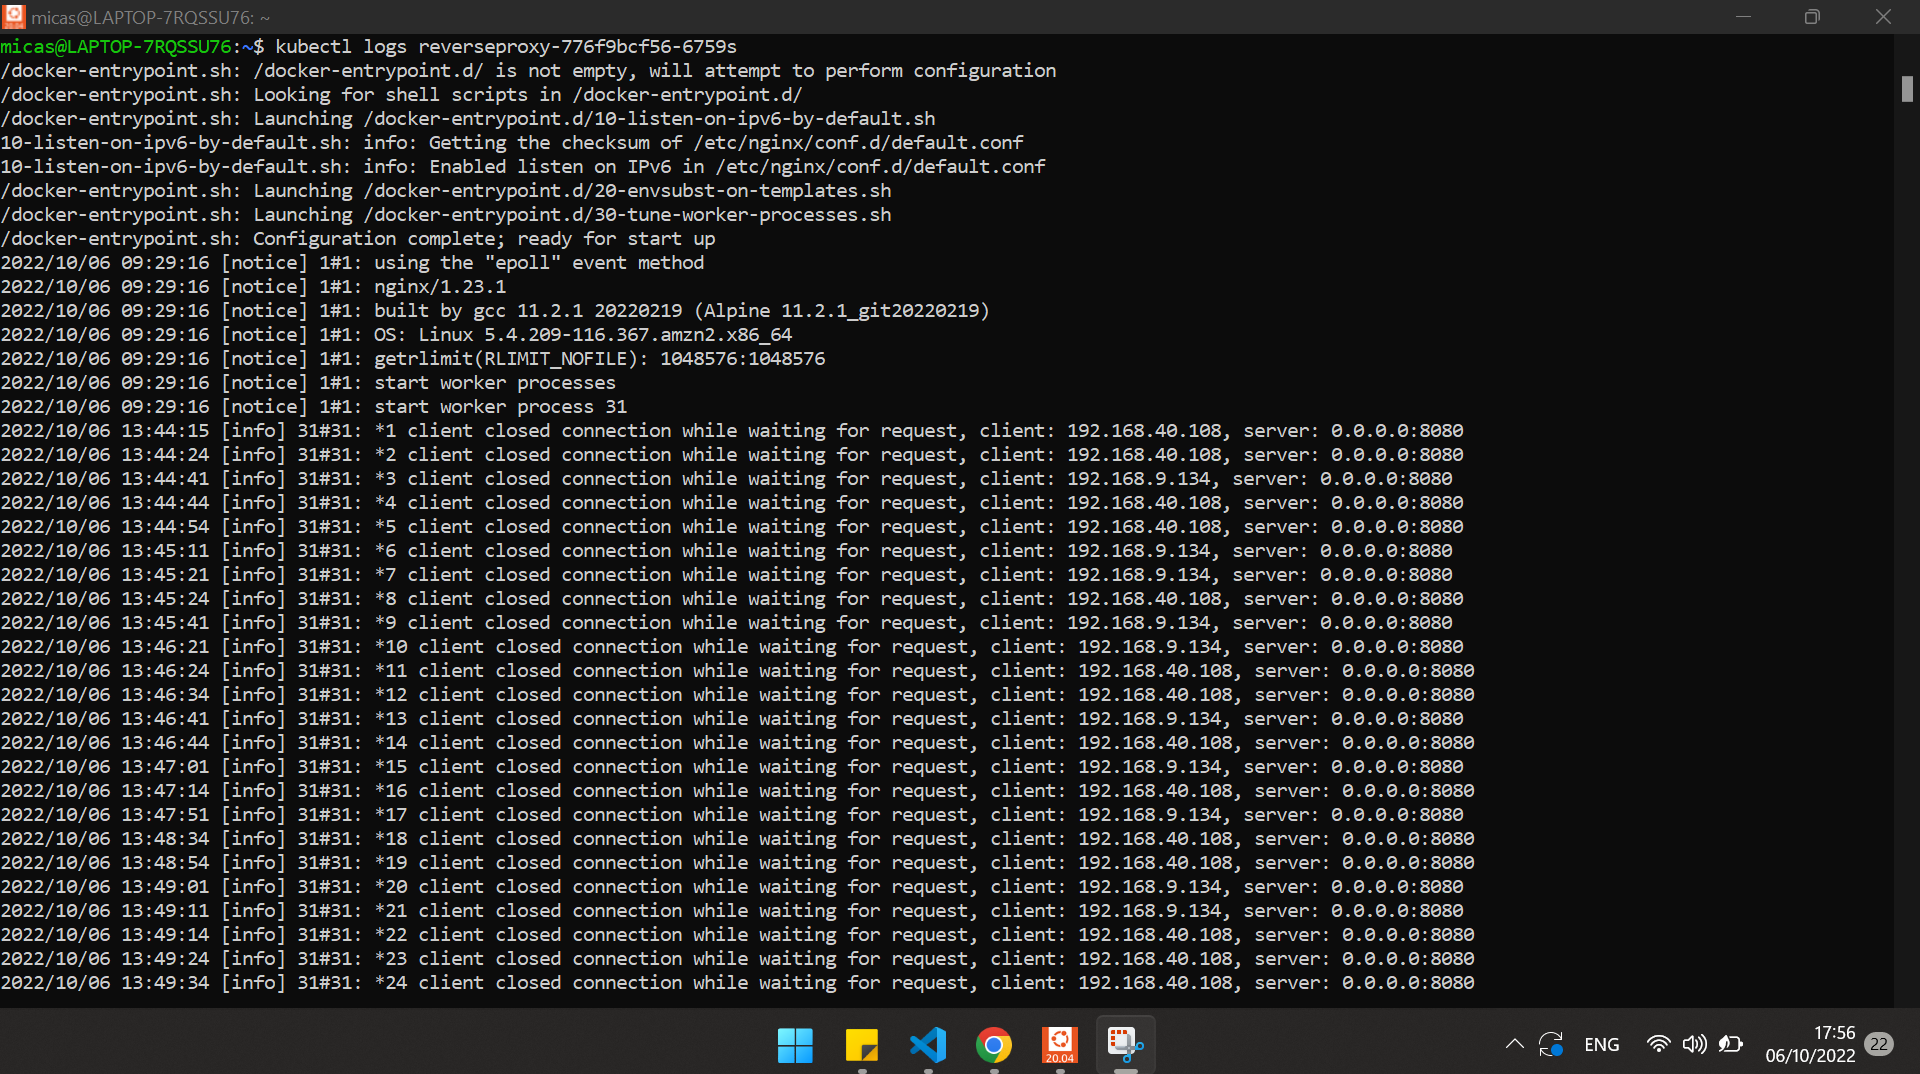 micas@LAPTOP-7RQSSU76: ~
micas@LAPTOP-7RQSSU76:~$ kubectl logs reverseproxy-776f9bcf56-6759s
/docker-entrypoint.sh: /docker-entrypoint.d/ is not empty, will attempt to perform configuration
/docker-entrypoint.sh: Looking for shell scripts in /docker-entrypoint.d/
/docker-entrypoint.sh: Launching /docker-entrypoint.d/10-listen-on-ipv6-by-default.sh
10-listen-on-ipv6-by-default.sh: info: Getting the checksum of /etc/nginx/conf.d/default.conf
10-listen-on-ipv6-by-default.sh: info: Enabled listen on IPv6 in /etc/nginx/conf.d/default.conf
/docker-entrypoint.sh: Launching /docker-entrypoint.d/20-envsubst-on-templates.sh
/docker-entrypoint.sh: Launching /docker-entrypoint.d/30-tune-worker-processes.sh
/docker-entrypoint.sh: Configuration complete; ready for start up
2022/10/06 09:29:16 [notice] 1#1: using the "epoll" event method
2022/10/06 09:29:16 [notice] 1#1: nginx/1.23.1
2022/10/06 09:29:16 [notice] 1#1: built by gcc 11.2.1 20220219 (Alpine 11.2.1_git20220219)
2022/10/06 09:29:16 [notice] 1#1: OS: Linux 5.4.209-116.367.amzn2.x86_64
2022/10/06 09:29:16 [notice] 1#1: getrlimit(RLIMIT_NOFILE): 1048576:1048576
2022/10/06 09:29:16 [notice] 1#1: start worker processes
2022/10/06 09:29:16 [notice] 1#1: start worker process 31
2022/10/06 13:44:15 [info] 31#31: *1 client closed connection while waiting for request, client: 192.168.40.108, server: 0.0.0.0:8080
2022/10/06 13:44:24 [info] 31#31: *2 client closed connection while waiting for request, client: 192.168.40.108, server: 0.0.0.0:8080
2022/10/06 13:44:41 [info] 31#31: *3 client closed connection while waiting for request, client: 192.168.9.134, server: 0.0.0.0:8080
2022/10/06 13:44:44 [info] 31#31: *4 client closed connection while waiting for request, client: 192.168.40.108, server: 0.0.0.0:8080
2022/10/06 13:44:54 [info] 31#31: *5 client closed connection while waiting for request, client: 192.168.40.108, server: 0.0.0.0:8080
2022/10/06 13:45:11 [info] 31#31: *6 client closed connection while waiting for request, client: 192.168.9.134, server: 0.0.0.0:8080
2022/10/06 13:45:21 [info] 31#31: *7 client closed connection while waiting for request, client: 192.168.9.134, server: 0.0.0.0:8080
2022/10/06 13:45:24 [info] 31#31: *8 client closed connection while waiting for request, client: 192.168.40.108, server: 0.0.0.0:8080
2022/10/06 13:45:41 [info] 31#31: *9 client closed connection while waiting for request, client: 192.168.9.134, server: 0.0.0.0:8080
2022/10/06 13:46:21 [info] 31#31: *10 client closed connection while waiting for request, client: 192.168.9.134, server: 0.0.0.0:8080
2022/10/06 13:46:24 [info] 31#31: *11 client closed connection while waiting for request, client: 192.168.40.108, server: 0.0.0.0:8080
2022/10/06 13:46:34 [info] 31#31: *12 client closed connection while waiting for request, client: 192.168.40.108, server: 0.0.0.0:8080
2022/10/06 13:46:41 [info] 31#31: *13 client closed connection while waiting for request, client: 192.168.9.134, server: 0.0.0.0:8080
2022/10/06 13:46:44 [info] 31#31: *14 client closed connection while waiting for request, client: 192.168.40.108, server: 0.0.0.0:8080
2022/10/06 13:47:01 [info] 31#31: *15 client closed connection while waiting for request, client: 192.168.9.134, server: 0.0.0.0:8080
2022/10/06 13:47:14 [info] 31#31: *16 client closed connection while waiting for request, client: 192.168.40.108, server: 0.0.0.0:8080
2022/10/06 13:47:51 [info] 31#31: *17 client closed connection while waiting for request, client: 192.168.9.134, server: 0.0.0.0:8080
2022/10/06 13:48:34 [info] 31#31: *18 client closed connection while waiting for request, client: 192.168.40.108, server: 0.0.0.0:8080
2022/10/06 13:48:54 [info] 31#31: *19 client closed connection while waiting for request, client: 192.168.40.108, server: 0.0.0.0:8080
2022/10/06 13:49:01 [info] 31#31: *20 client closed connection while waiting for request, client: 192.168.9.134, server: 0.0.0.0:8080
2022/10/06 13:49:11 [info] 31#31: *21 client closed connection while waiting for request, client: 192.168.9.134, server: 0.0.0.0:8080
2022/10/06 13:49:14 [info] 31#31: *22 client closed connection while waiting for request, client: 192.168.40.108, server: 0.0.0.0:8080
2022/10/06 13:49:24 [info] 31#31: *23 client closed connection while waiting for request, client: 192.168.40.108, server: 0.0.0.0:8080
2022/10/06 13:49:34 [info] 31#31: *24 client closed connection while waiting for request, client: 192.168.40.108, server: 0.0.0.0:8080
20.04
ENG
17:56
06/10/2022
22